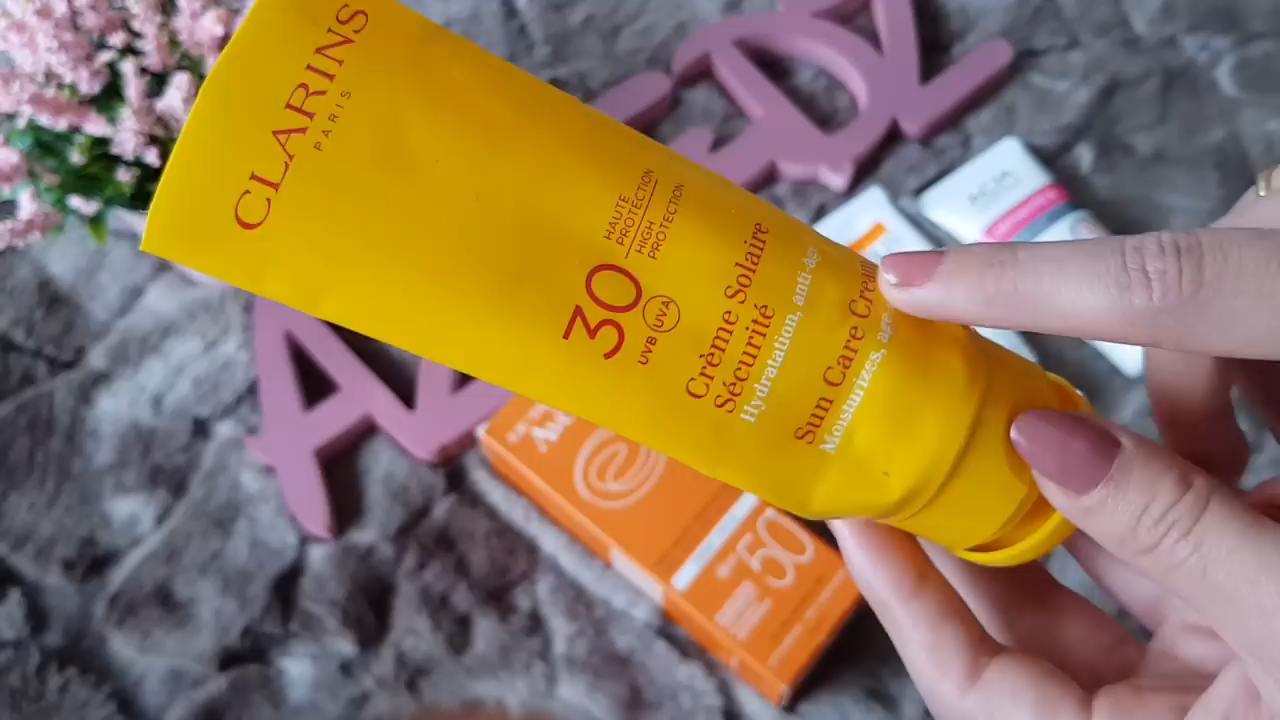 CLARINS
PARIS
30
HAUTE
PROTECTION
HIGH
PROTECTION
UVB UVA
Crème Solaire
Sécurité
Hydratation, anti-âge
Sun Care Cream
Moisturizes, age
50
ACM